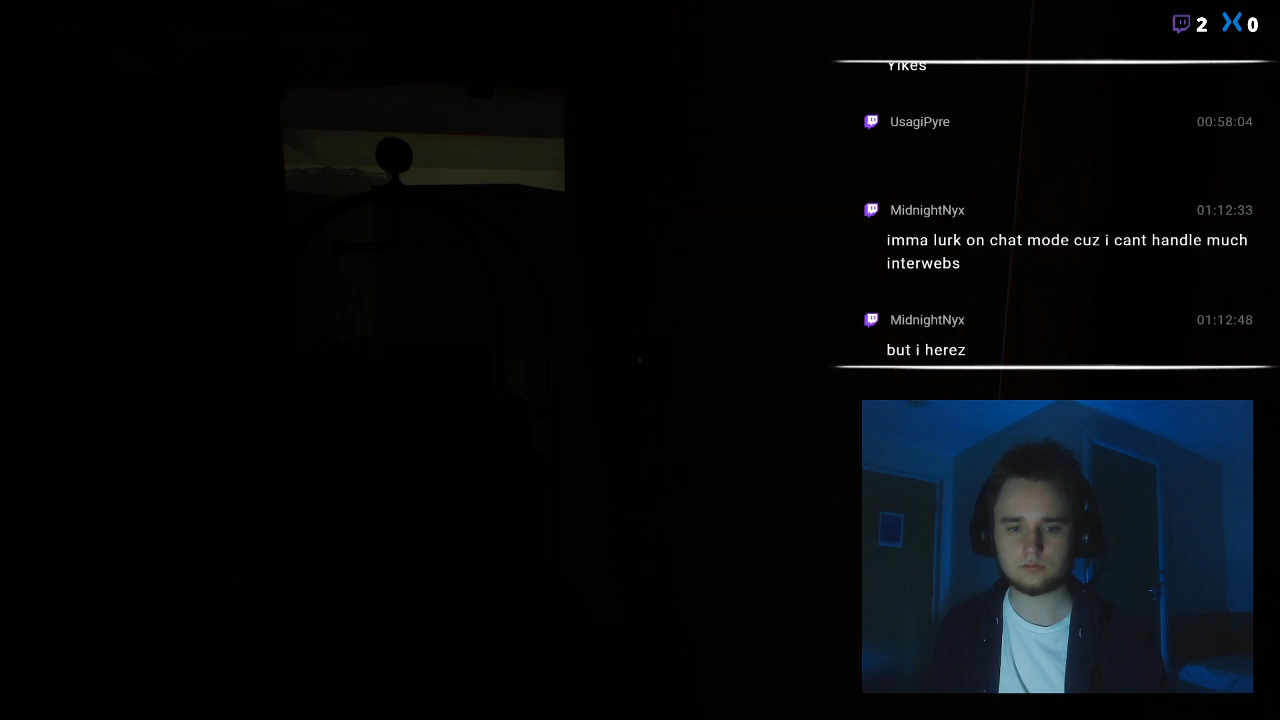 2 0
Yikes
UsagiPyre 00:58:04
MidnightNyx 01:12:33
imma lurk on chat mode cuz i cant handle much
interwebs
MidnightNyx 01:12:48
but i herez